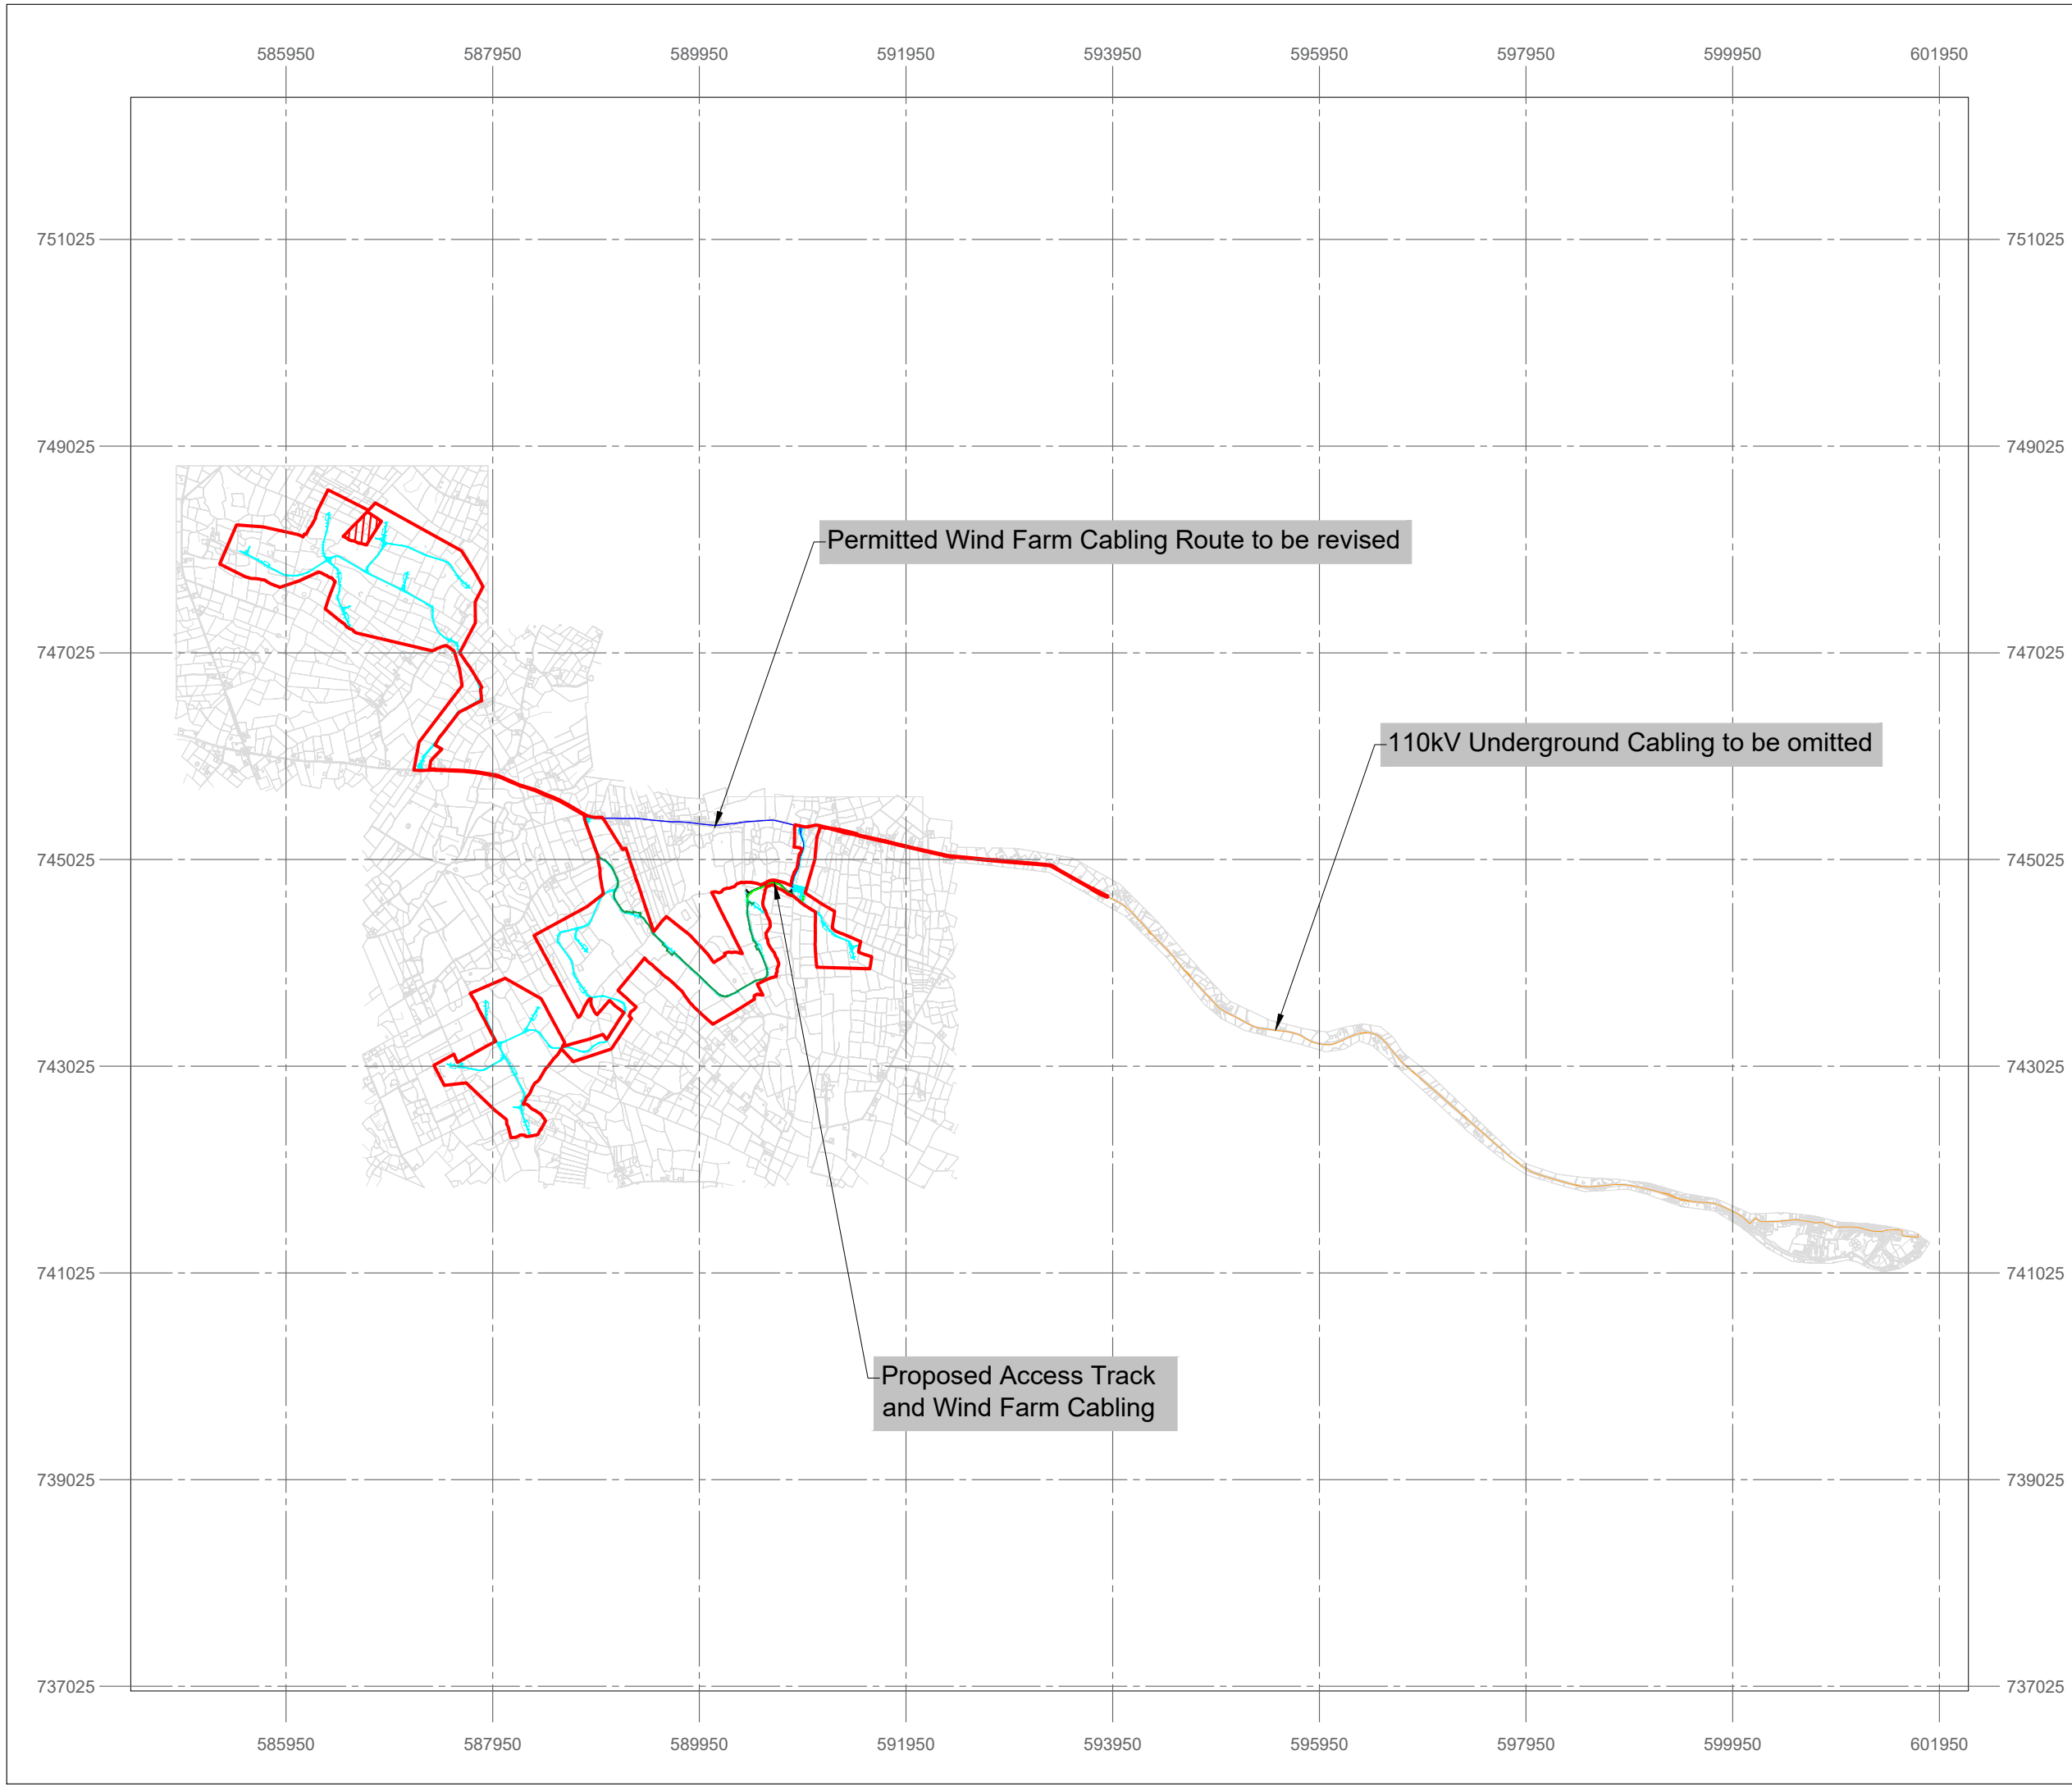 585950 587950 589950 591950 593950 595950 597950 599950 601950
751025 751025
749025 749025
Permitted Wind Farm Cabling Route to be revised
747025 747025
110kV Underground Cabling to be omitted
745025 745025
743025 743025
741025 741025
Proposed Access Track
and Wind Farm Cabling
739025 739025
737025 737025
585950 587950 589950 591950 593950 595950 597950 599950 601950